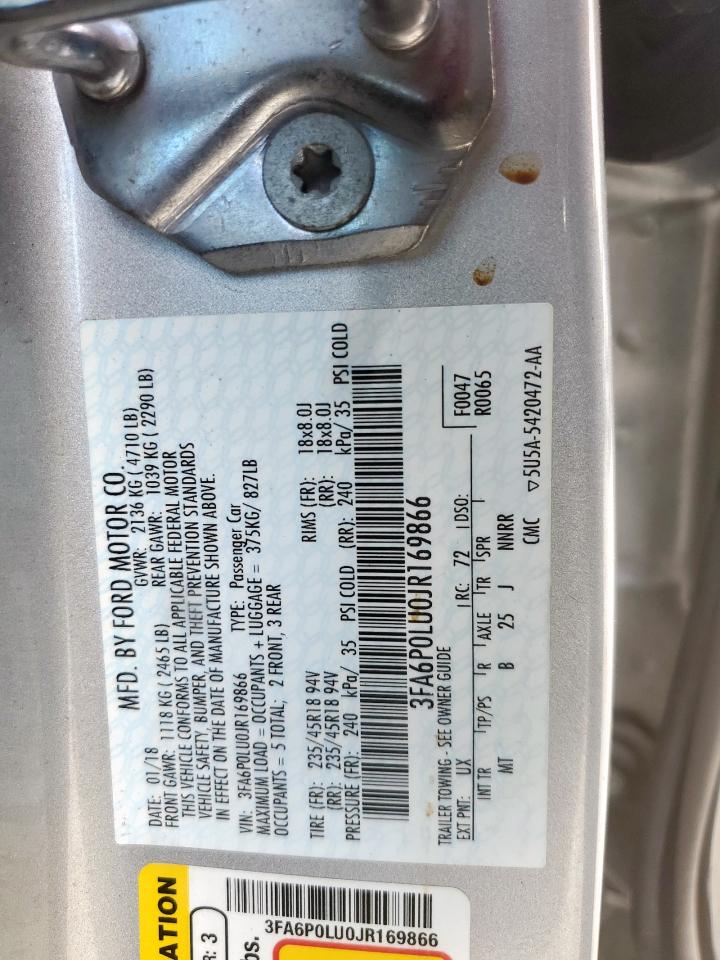 MFD. BY FORD MOTOR CO.
DATE: 01/18 GVWR: 2136 KG ( 4710 LB)
FRONT GAWR: 1118 KG ( 2465 LB) REAR GAWR: 1039 KG ( 2290 LB)
THIS VEHICLE CONFORMS TO ALL APPLICABLE FEDERAL MOTOR
VEHICLE SAFETY, BUMPER, AND THEFT PREVENTION STANDARDS
IN EFFECT ON THE DATE OF MANUFACTURE SHOWN ABOVE.
VIN: 3FA6P0LU0JR169866 TYPE: Passenger Car
MAXIMUM LOAD = OCCUPANTS + LUGGAGE = 375KG/ 827LB
OCCUPANTS = 5 TOTAL; 2 FRONT, 3 REAR
TIRE (FR): 235/45R18 94V RIMS (FR): 18x8.0J
(RR): 235/45R18 94V (RR): 18x8.0J
PRESSURE (FR): 240 kPa/ 35 PSI COLD (RR): 240 kPa/ 35 PSI COLD
3FA6P0LU0JR169866
TRAILER TOWING - SEE OWNER GUIDE
F0047
EXT PNT: UX RC: 72 DSO:
R0065
INT TR TP/PS R AXLE TR SPR
MT B 25 J NNRR
CMC ▽5U5A-5420472-AA
ATION
R: 3
bs.
3FA6P0LU0JR169866